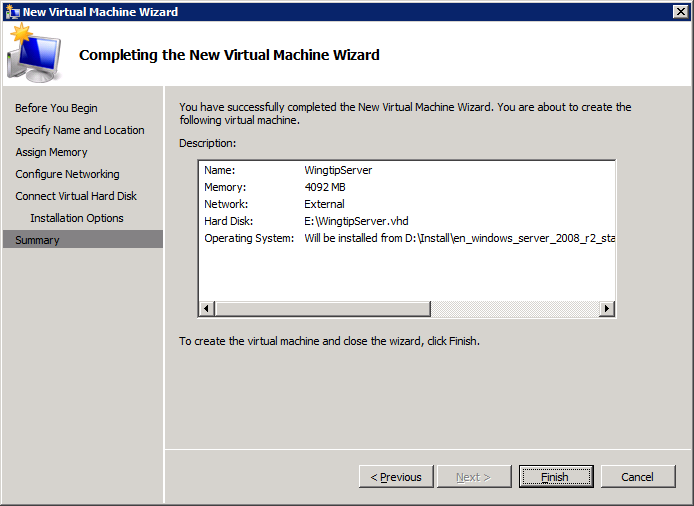 New Virtual Machine Wizard
Completing the New Virtual Machine Wizard
Before You Begin
Specify Name and Location
Assign Memory
Configure Networking
Connect Virtual Hard Disk
Installation Options
Summary
You have successfully completed the New Virtual Machine Wizard. You are about to create the
following virtual machine.
Description:
Name: WingtipServer
Memory: 4092 MB
Network: External
Hard Disk: E:\WingtipServer.vhd
Operating System: Will be installed from D:\Install\en_windows_server_2008_r2_sta
To create the virtual machine and close the wizard, click Finish.
< Previous Next > Finish Cancel